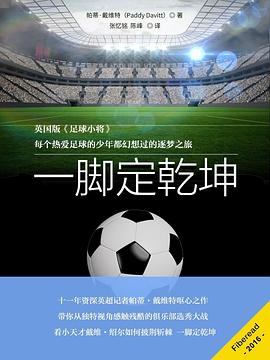 帕蒂·戴维特（Paddy Davitt）◎著
张忆铭 陈峰 ◎译
英国版《足球小将》
每个热爱足球的少年都幻想过的逐梦之旅
一脚定乾坤
十一年资深英超记者帕蒂·戴维特呕心之作
带你从独特视角感触残酷的俱乐部选秀大战
看小天才戴维·绍尔如何披荆斩棘 一脚定乾坤
Fiberead
- 2016 -